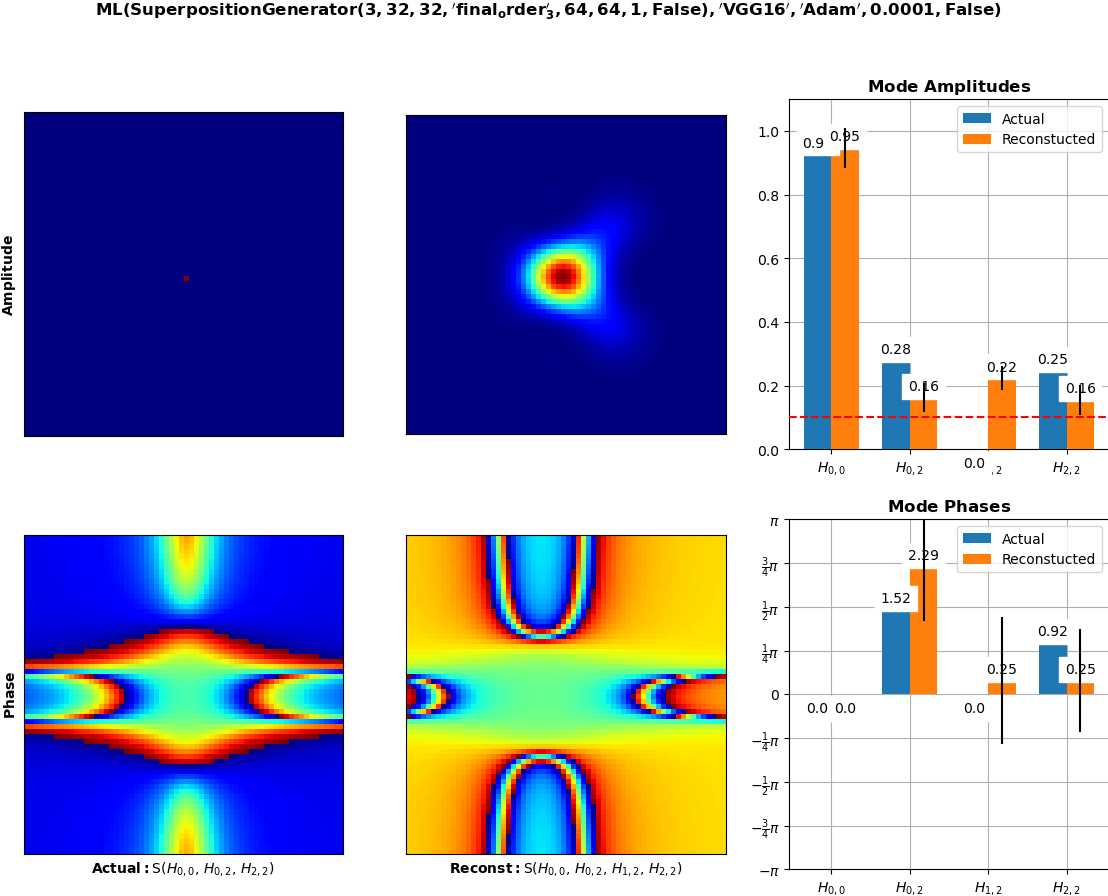 ML(SuperpositionGenerator(3, 32, 32, ′final_order′_3, 64, 64, 1, False), ′VGG16′, ′Adam′, 0.0001, False)
Amplitude
Mode Amplitudes
Actual
Reconstucted
1.0
0.8
0.6
0.4
0.2
0.0
0.9
0.95
0.28
0.16
0.0
0.22
0.25
0.16
H0,0
H0,2
,2
H2,2
Phase
Actual: S(H0,0, H0,2, H2,2)
Reconst: S(H0,0, H0,2, H1,2, H2,2)
Mode Phases
Actual
Reconstucted
π
3/4π
1/2π
1/4π
0
−1/4π
−1/2π
−3/4π
−π
0.0
0.0
1.52
2.29
0.0
0.25
0.92
0.25
H0,0
H0,2
H1,2
H2,2